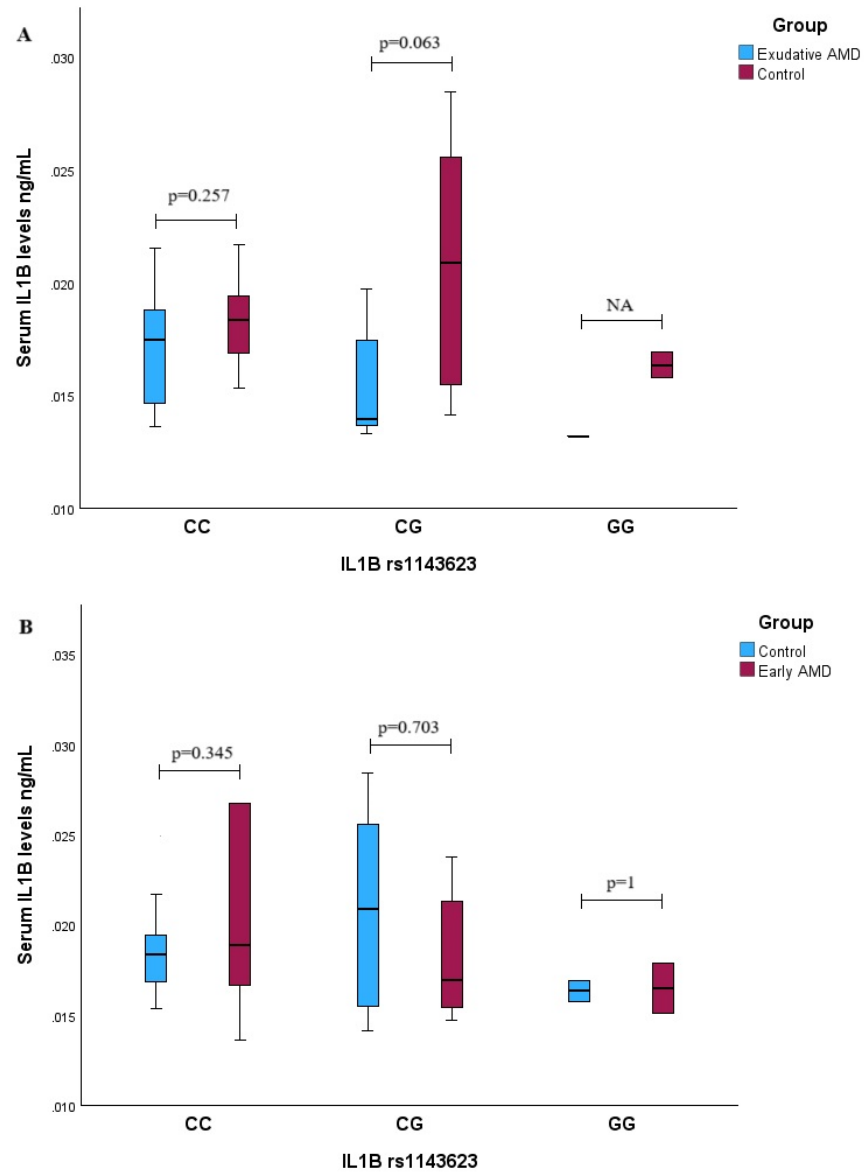 A
Group
Exudative AMD
Control
p=0.063
p=0.257
NA
Serum IL1B levels ng/mL
.030
.025
.020
.015
.010
CC CG GG
IL1B rs1143623
B
Group
Control
Early AMD
p=0.345
p=0.703
p=1
Serum IL1B levels ng/mL
.035
.030
.025
.020
.015
.010
CC CG GG
IL1B rs1143623